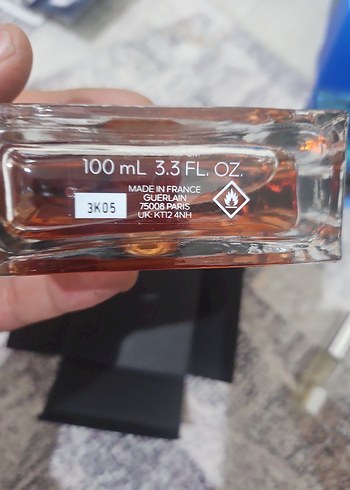 100 mL 3.3 FL. OZ.
3K05
MADE IN FRANCE
GUERLAIN
75008 PARIS
UK: KT12 4NH